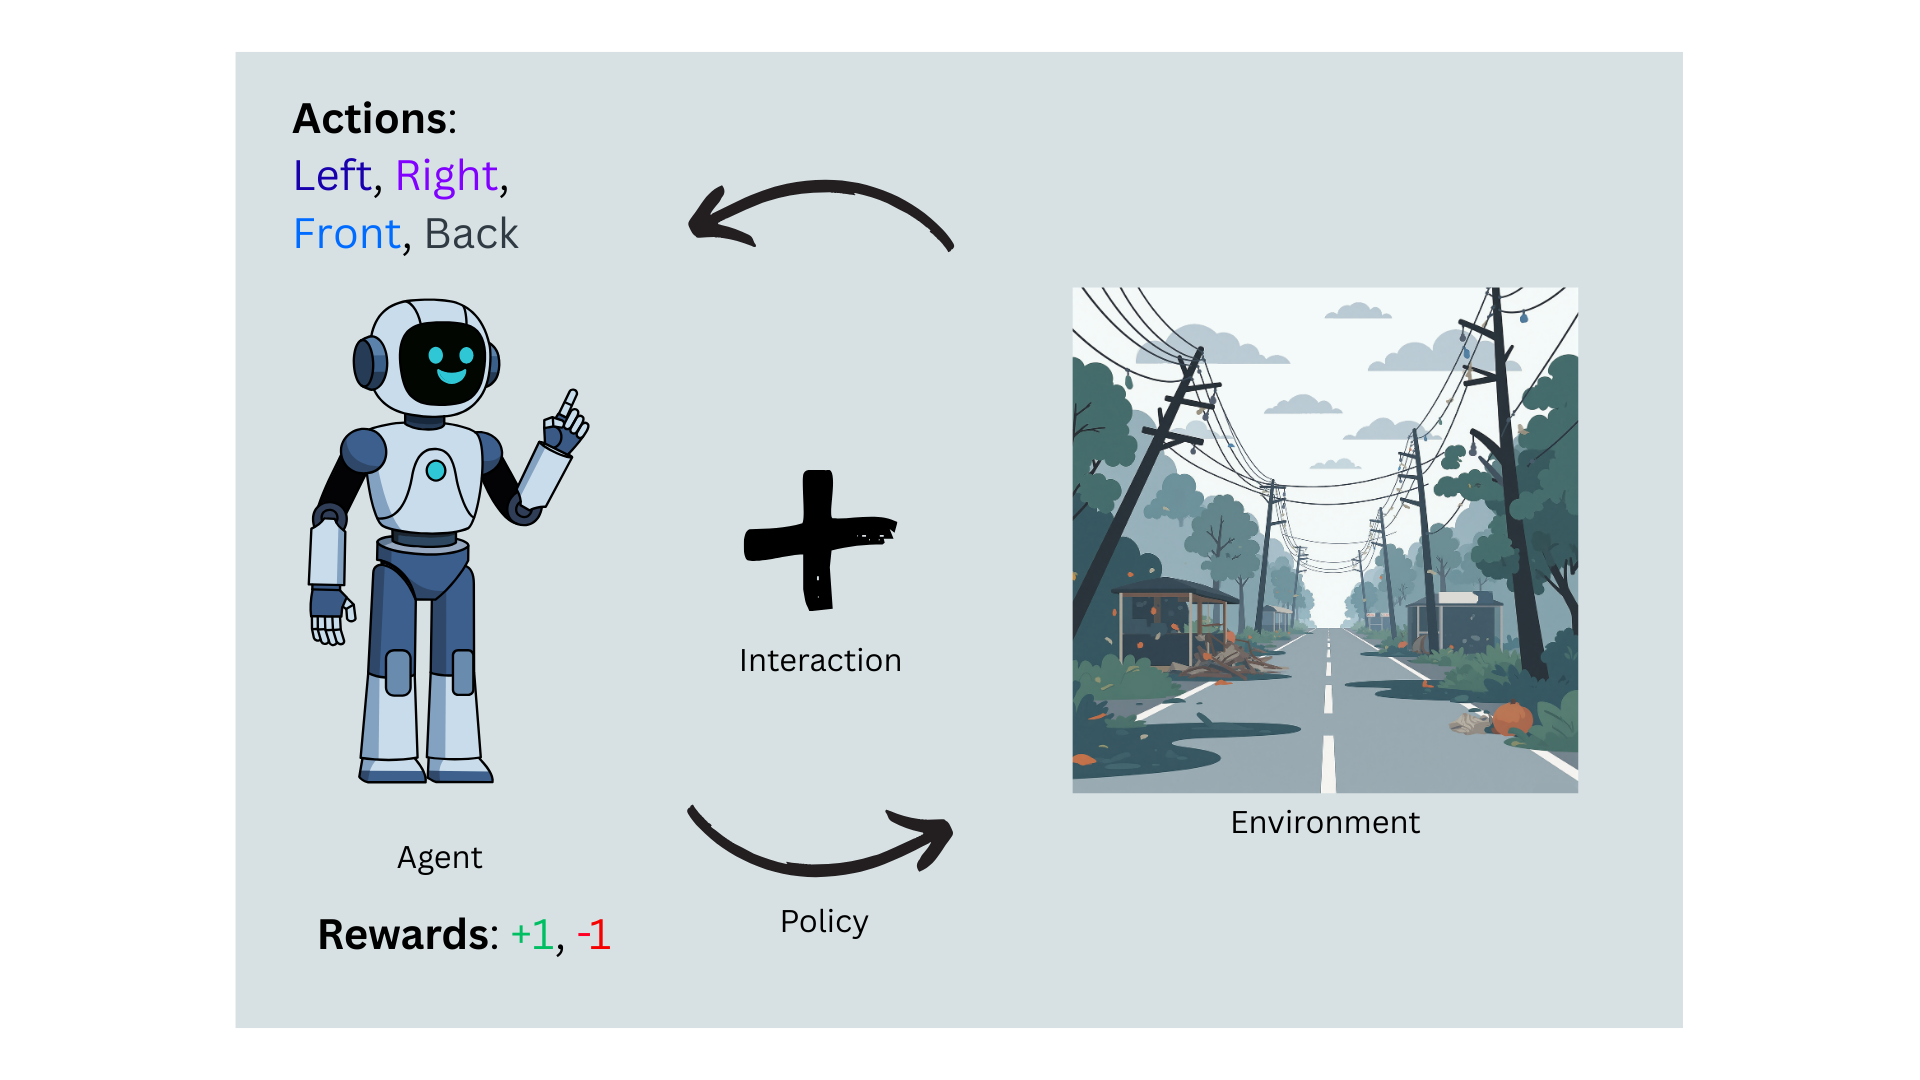 Actions:
Left, Right,
Front, Back
Interaction
Environment
Agent
Policy
Rewards: +1, -1